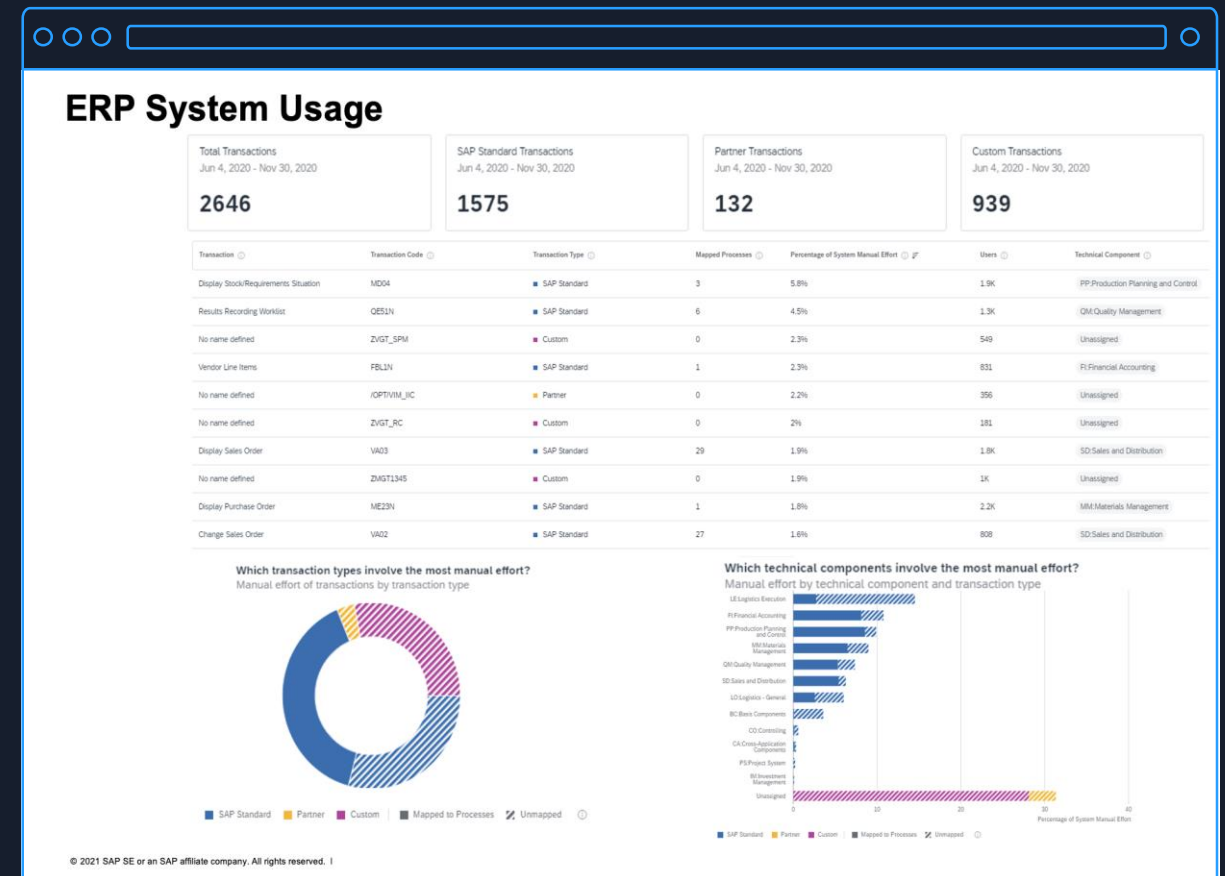 ERP System Usage
Total Transactions
Jun 4, 2020 - Nov 30, 2020
2646
SAP Standard Transactions
Jun 4, 2020 - Nov 30, 2020
1575
Partner Transactions
Jun 4, 2020 - Nov 30, 2020
132
Custom Transactions
Jun 4, 2020 - Nov 30, 2020
939
Transaction Transaction Code Transaction Type Mapped Processes Percentage of System Manual Effort Users Technical Component
Display Stock/Requirements Situation MD04 SAP Standard 3 5.8% 1.9K PP:Production Planning and Control
Results Recording Worklist QE51N SAP Standard 6 4.5% 1.3K QM:Quality Management
No name defined ZVGT_SPM Custom 0 2.3% 549 Unassigned
Vendor Line Items FBL1N SAP Standard 1 2.3% 831 FI:Financial Accounting
No name defined /OPT/VIM_IIC Partner 0 2.2% 356 Unassigned
No name defined ZVGT_RC Custom 0 2% 181 Unassigned
Display Sales Order VA03 SAP Standard 29 1.9% 1.8K SD:Sales and Distribution
No name defined ZMGT1345 Custom 0 1.9% 1K Unassigned
Display Purchase Order ME23N SAP Standard 1 1.8% 2.2K MM:Materials Management
Change Sales Order VA02 SAP Standard 27 1.6% 808 SD:Sales and Distribution
Which transaction types involve the most manual effort?
Manual effort of transactions by transaction type
SAP Standard Partner Custom Mapped to Processes Unmapped
Which technical components involve the most manual effort?
Manual effort by technical component and transaction type
LE:Logistics Execution
FI:Financial Accounting
PP:Production Planning
and Control
MM:Materials
Management
QM:Quality Management
SD:Sales and Distribution
LO:Logistics - General
BC:Basis Components
CO:Controlling
CA:Cross-Application
Components
PS:Project System
IM:Investment
Management
Unassigned
0 10 20 30 40
Percentage of System Manual Effort
SAP Standard Partner Custom Mapped to Processes Unmapped
© 2021 SAP SE or an SAP affiliate company. All rights reserved. I